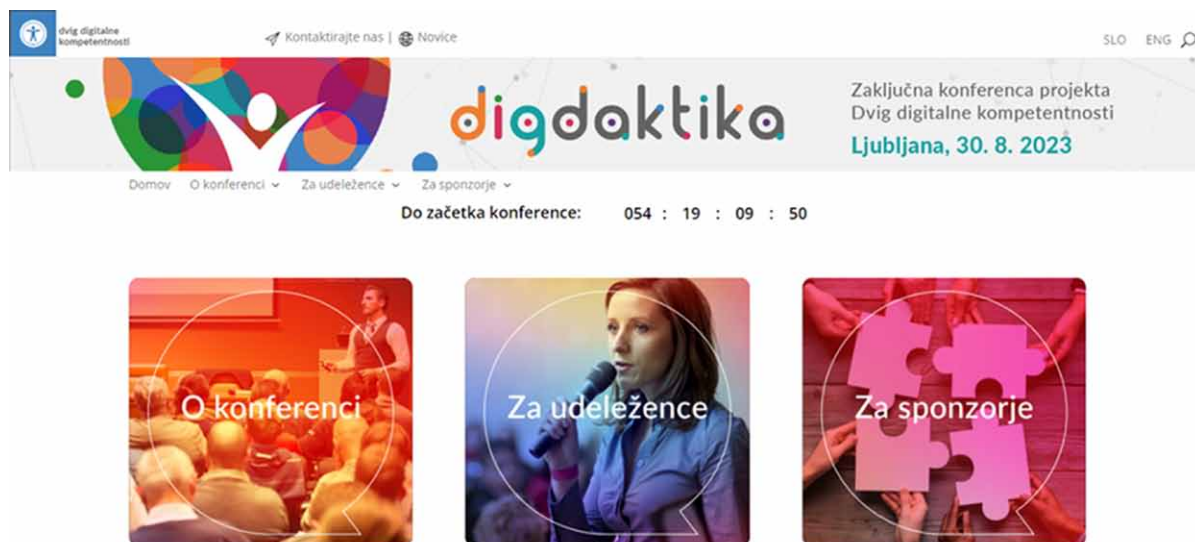 dvig digitalne
kompetentnosti
Kontaktirajte nas | Novice
SLO ENG
digdaktika
Zaključna konferenca projekta
Dvig digitalne kompetentnosti
Ljubljana, 30. 8. 2023
Domov O konferenci Za udeležence Za sponzorje
Do začetka konference: 054 : 19 : 09 : 50
O konferenci
Za udeležence
Za sponzorje